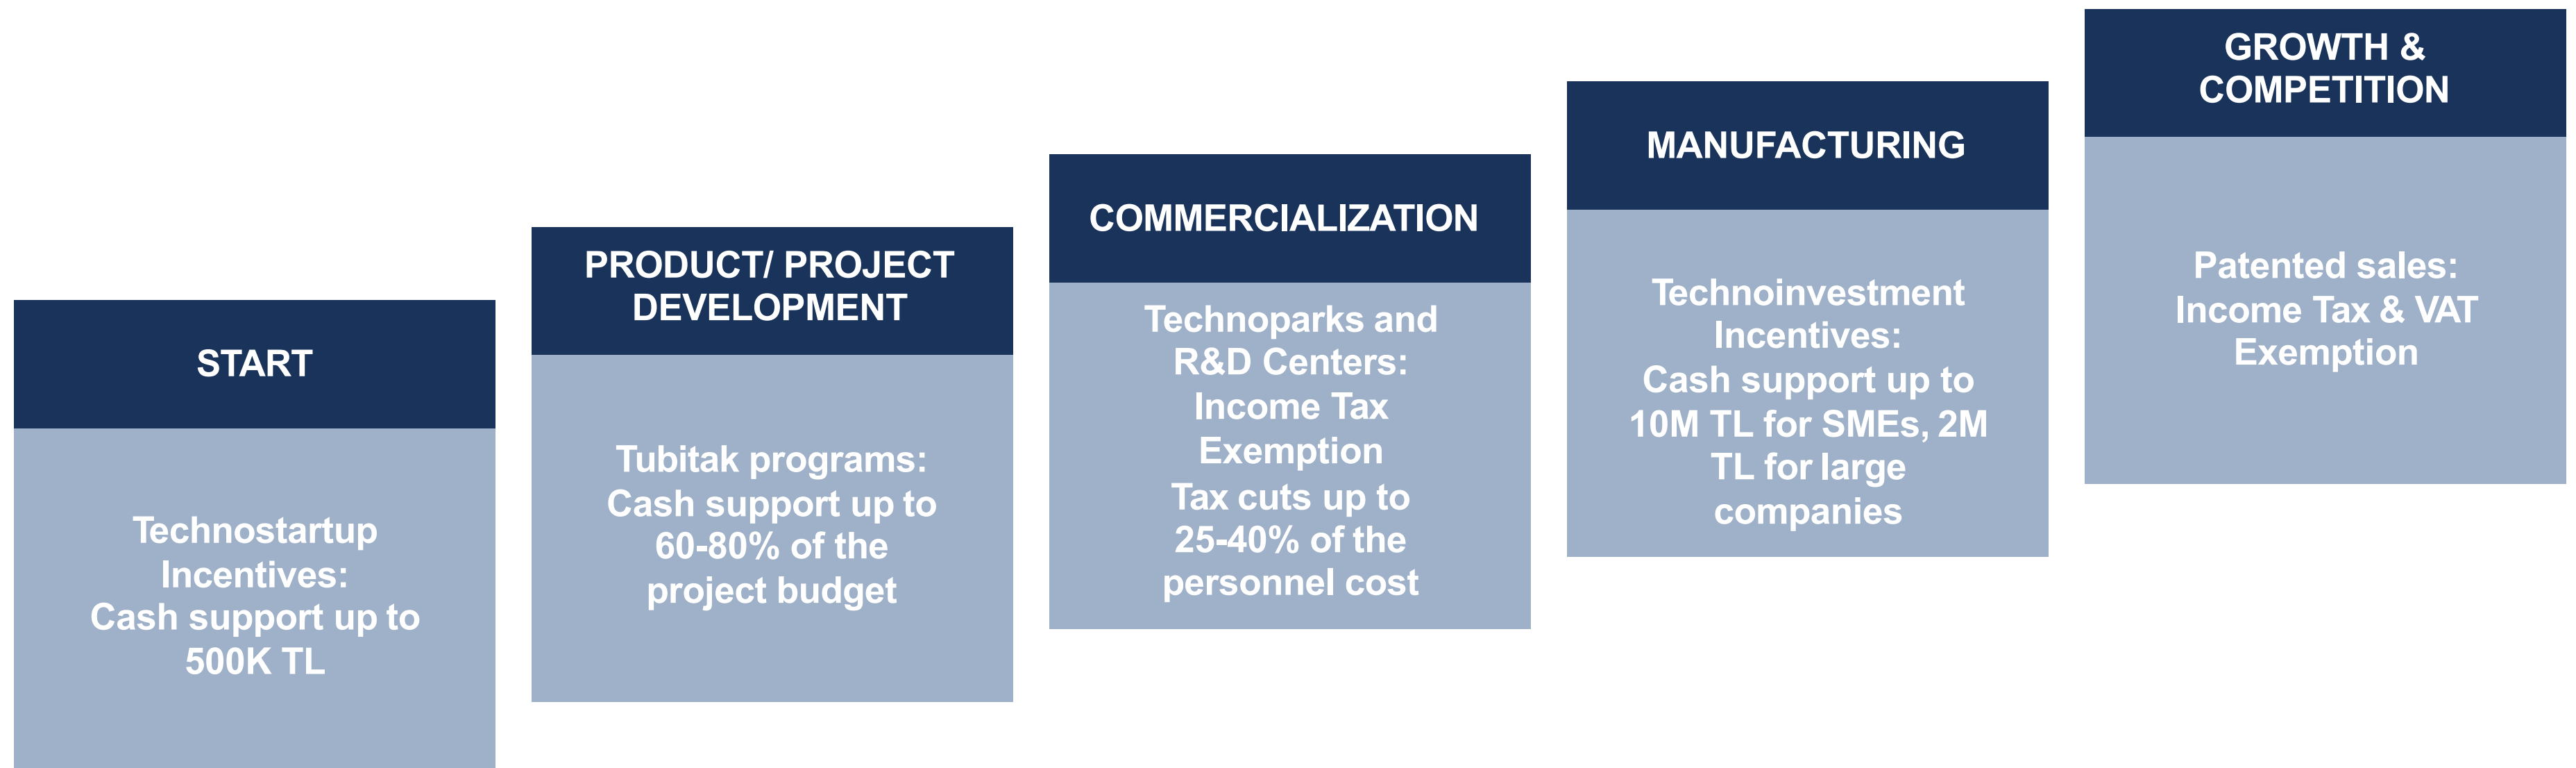 START
Technostartup
Incentives:
Cash support up to
500K TL
PRODUCT/ PROJECT
DEVELOPMENT
Tubitak programs:
Cash support up to
60-80% of the
project budget
COMMERCIALIZATION
Technoparks and
R&D Centers:
Income Tax
Exemption
Tax cuts up to
25-40% of the
personnel cost
MANUFACTURING
Technoinvestment
Incentives:
Cash support up to
10M TL for SMEs, 2M
TL for large
companies
GROWTH &
COMPETITION
Patented sales:
Income Tax & VAT
Exemption